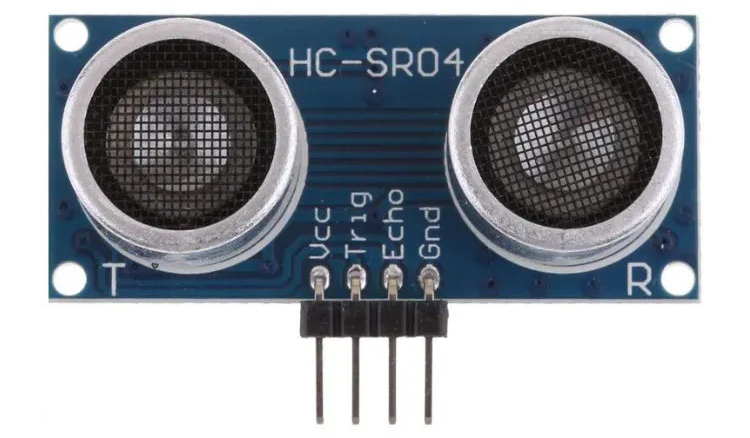 HC-SR04
Vcc
Trig
Echo
Gnd
T
R